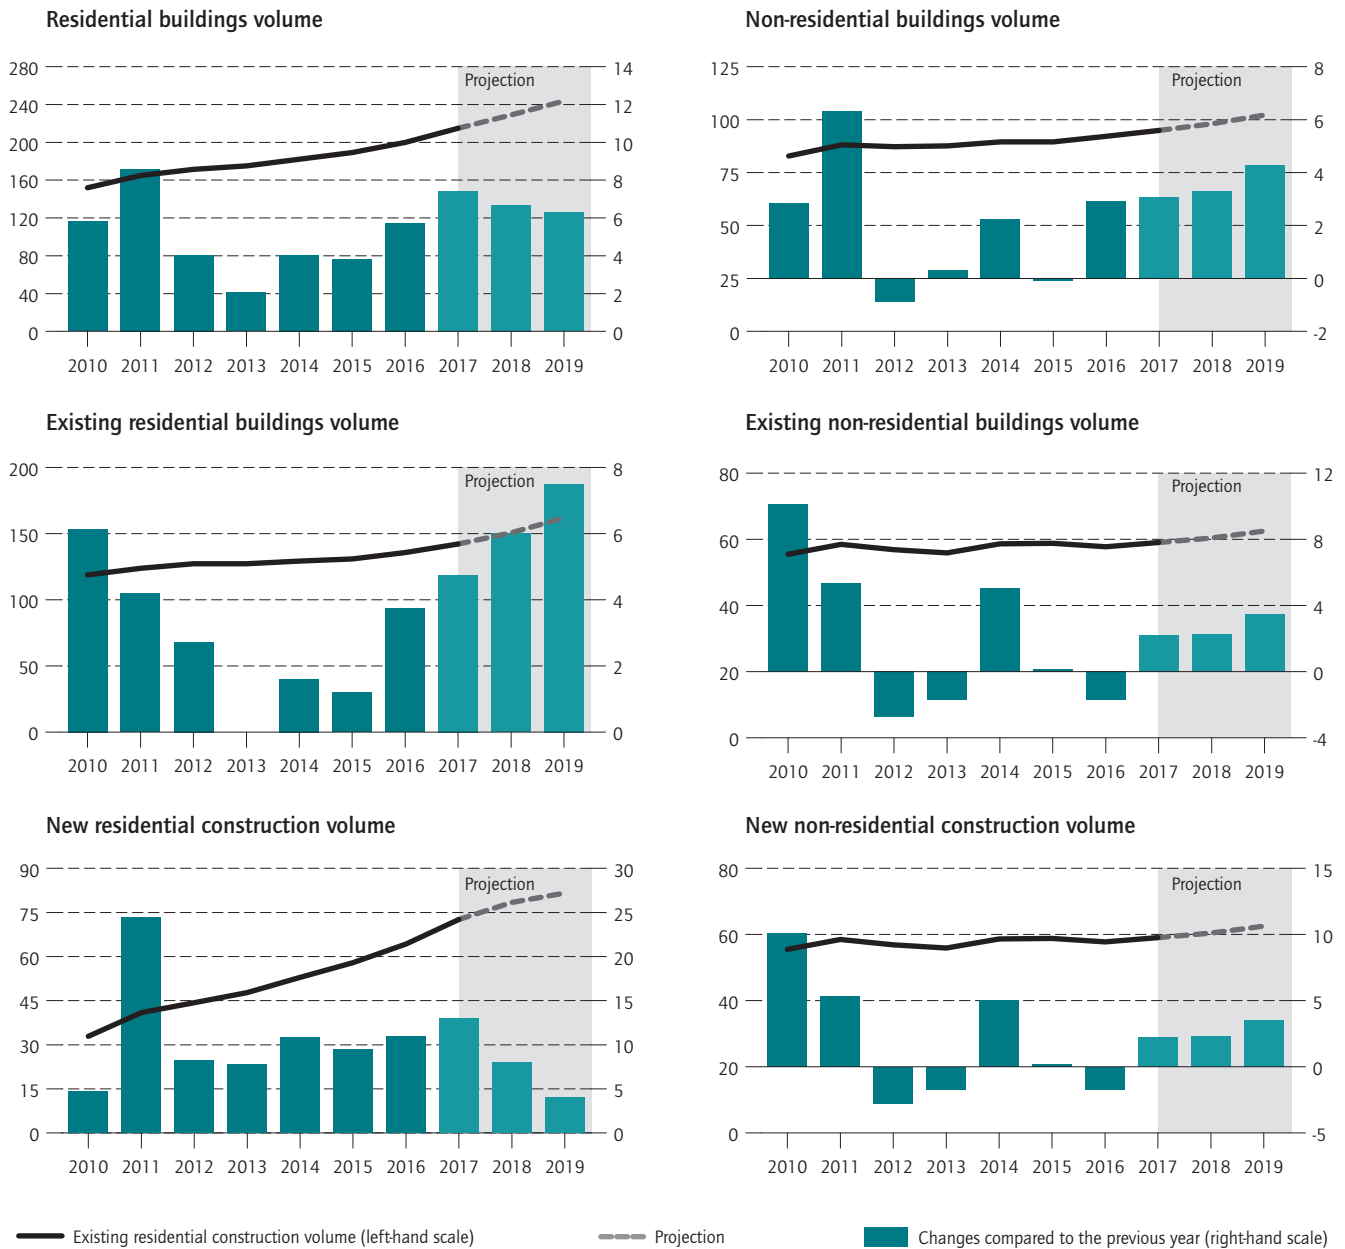 Residential buildings volume
Non-residential buildings volume
280 14 125 8
Projection Projection
240 12 100 6
200 10
160 8 75 4
120 6 50 2
80 4
40 2 25 0
0 0 0 -2
2010 2011 2012 2013 2014 2015 2016 2017 2018 2019
2010 2011 2012 2013 2014 2015 2016 2017 2018 2019
Existing residential buildings volume
Existing non-residential buildings volume
200 8 80 12
Projection Projection
150 6 60 8
100 4 40 4
50 2 20 0
0 0 0 -4
2010 2011 2012 2013 2014 2015 2016 2017 2018 2019
2010 2011 2012 2013 2014 2015 2016 2017 2018 2019
New residential construction volume
New non-residential construction volume
90 30 80 15
Projection Projection
75 25 60 10
60 20
45 15 40 5
30 10 20 0
15 5
0 0 0 -5
2010 2011 2012 2013 2014 2015 2016 2017 2018 2019
2010 2011 2012 2013 2014 2015 2016 2017 2018 2019
Existing residential construction volume (left-hand scale)
Projection
Changes compared to the previous year (right-hand scale)